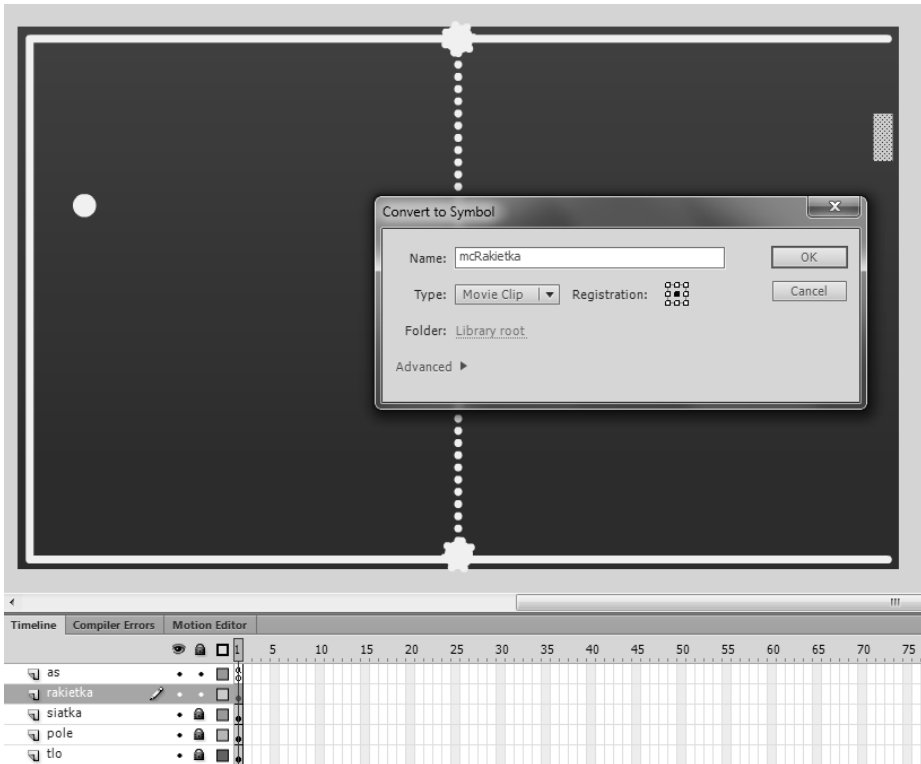 Convert to Symbol
Name: mcRakietka OK
Type: Movie Clip Registration: Cancel
Folder: Library root
Advanced
Timeline Compiler Errors Motion Editor
1 5 10 15 20 25 30 35 40 45 50 55 60 65 70 75
as
rakietka
siatka
pole
tlo